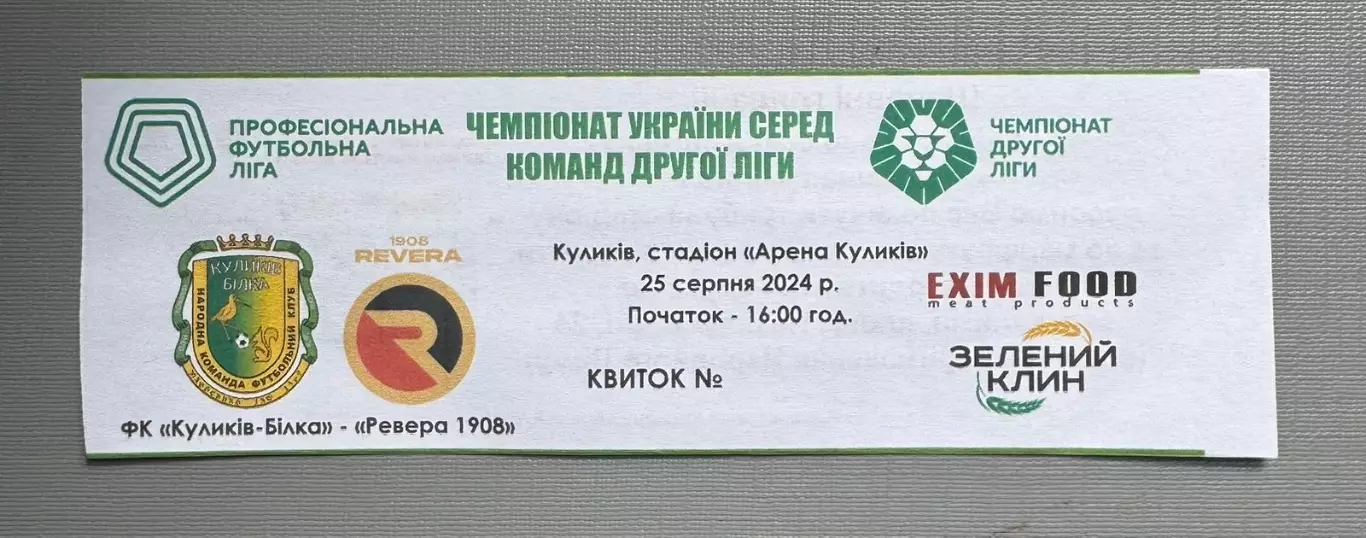 ПРОФЕСІОНАЛЬНА
ФУТБОЛЬНА
ЛІГА
ЧЕМПІОНАТ УКРАЇНИ СЕРЕД
КОМАНД ДРУГОЇ ЛІГИ
ЧЕМПІОНАТ
ДРУГОЇ
ЛІГИ
КУЛИКІВ
БІЛКА
НАРОДНА КОМАНДА ФУТБОЛЬНИЙ КЛУБ
1908
REVERA
Куликів, стадіон «Арена Куликів»
25 серпня 2024 р.
Початок - 16:00 год.
КВИТОК №
EXIM FOOD
meat products
ЗЕЛЕНИЙ
КЛИН
ФК «Куликів-Білка» - «Ревера 1908»